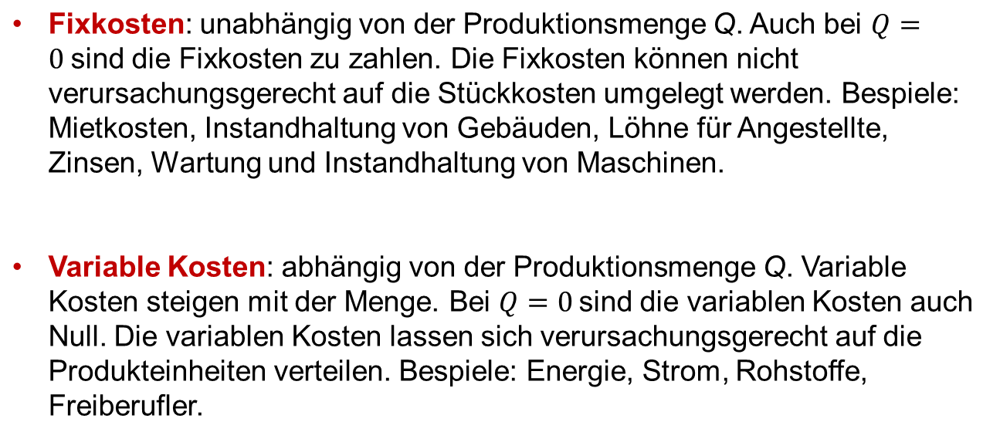 • Fixkosten: unabhängig von der Produktionsmenge Q. Auch bei Q =
0 sind die Fixkosten zu zahlen. Die Fixkosten können nicht
verursachungsgerecht auf die Stückkosten umgelegt werden. Bespiele:
Mietkosten, Instandhaltung von Gebäuden, Löhne für Angestellte,
Zinsen, Wartung und Instandhaltung von Maschinen.
• Variable Kosten: abhängig von der Produktionsmenge Q. Variable
Kosten steigen mit der Menge. Bei Q = 0 sind die variablen Kosten auch
Null. Die variablen Kosten lassen sich verursachungsgerecht auf die
Produkteinheiten verteilen. Bespiele: Energie, Strom, Rohstoffe,
Freiberufler.